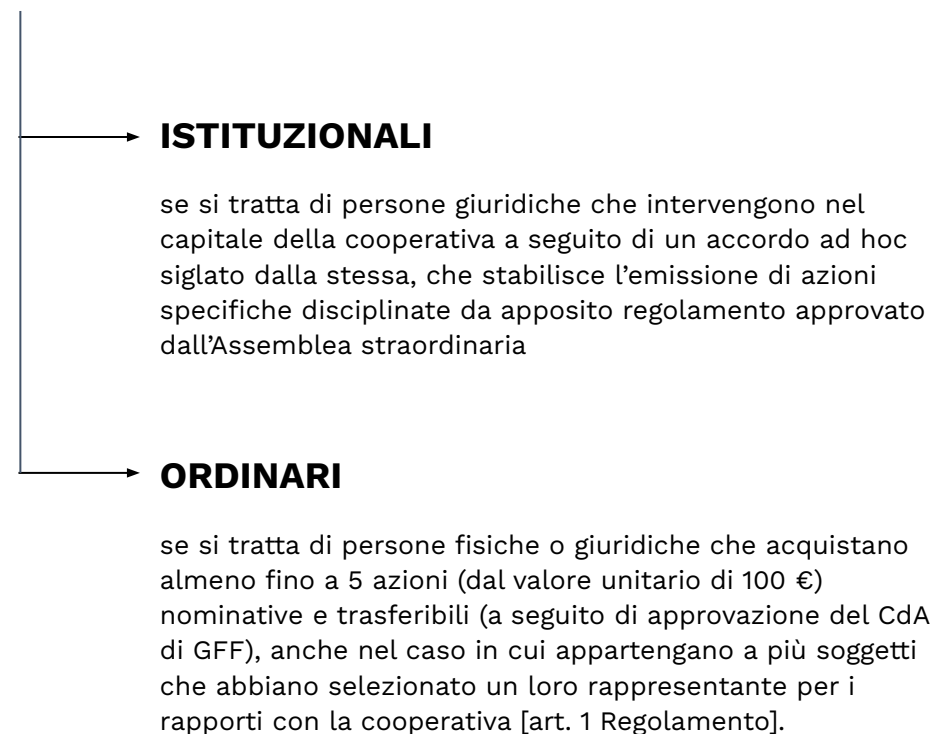 ISTITUZIONALI
se si tratta di persone giuridiche che intervengono nel
capitale della cooperativa a seguito di un accordo ad hoc
siglato dalla stessa, che stabilisce l’emissione di azioni
specifiche disciplinate da apposito regolamento approvato
dall’Assemblea straordinaria
ORDINARI
se si tratta di persone fisiche o giuridiche che acquistano
almeno fino a 5 azioni (dal valore unitario di 100 €)
nominative e trasferibili (a seguito di approvazione del CdA
di GFF), anche nel caso in cui appartengano a più soggetti
che abbiano selezionato un loro rappresentante per i
rapporti con la cooperativa [art. 1 Regolamento].